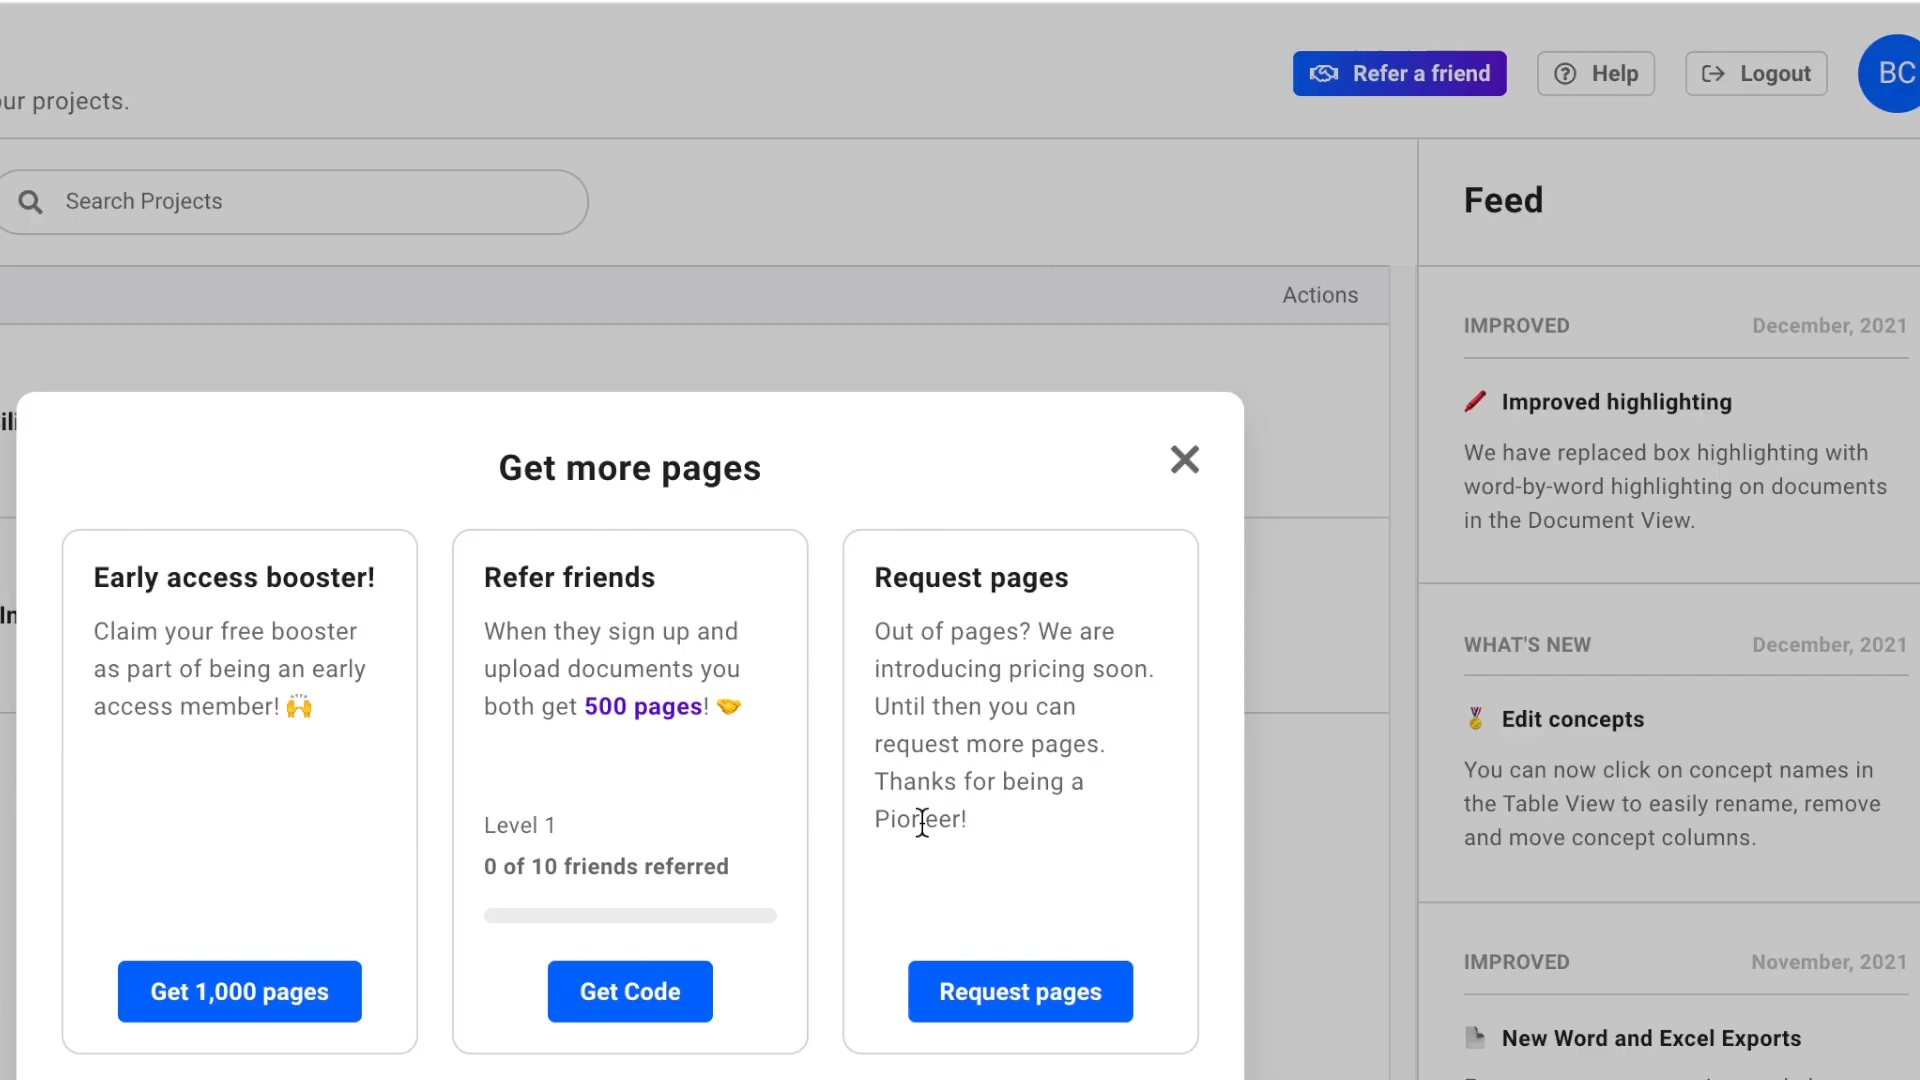 Refer a friend
Help
Logout
BC
our projects.
Search Projects
Feed
Actions
IMPROVED
December, 2021
Improved highlighting
We have replaced box highlighting with
word-by-word highlighting on documents
in the Document View.
Get more pages
Early access booster!
Claim your free booster
as part of being an early
access member!
Get 1,000 pages
Refer friends
When they sign up and
upload documents you
both get 500 pages!
Level 1
0 of 10 friends referred
Get Code
Request pages
Out of pages? We are
introducing pricing soon.
Until then you can
request more pages.
Thanks for being a
Pioneer!
Request pages
WHAT'S NEW
December, 2021
Edit concepts
You can now click on concept names in
the Table View to easily rename, remove
and move concept columns.
IMPROVED
November, 2021
New Word and Excel Exports